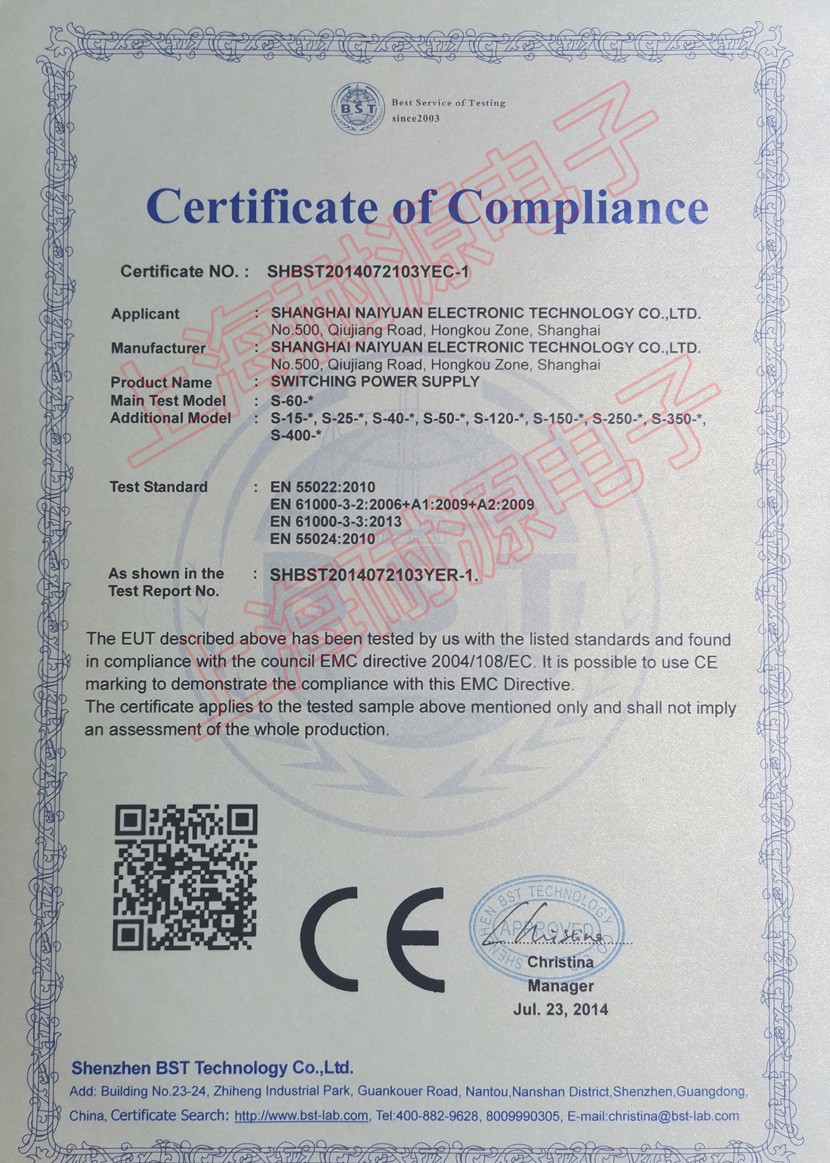 BST
Best Service of Testing
since2003
Certificate of Compliance
Certificate NO. : SHBST2014072103YEC-1
Applicant : SHANGHAI NAIYUAN ELECTRONIC TECHNOLOGY CO.,LTD.
No.500, Qiujiang Road, Hongkou Zone, Shanghai
Manufacturer : SHANGHAI NAIYUAN ELECTRONIC TECHNOLOGY CO.,LTD.
No.500, Qiujiang Road, Hongkou Zone, Shanghai
Product Name : SWITCHING POWER SUPPLY
Main Test Model : S-60-*
Additional Model : S-15-*, S-25-*, S-40-*, S-50-*, S-120-*, S-150-*, S-250-*, S-350-*,
S-400-*
Test Standard : EN 55022:2010
EN 61000-3-2:2006+A1:2009+A2:2009
EN 61000-3-3:2013
EN 55024:2010
As shown in the : SHBST2014072103YER-1.
Test Report No.
The EUT described above has been tested by us with the listed standards and found
in compliance with the council EMC directive 2004/108/EC. It is possible to use CE
marking to demonstrate the compliance with this EMC Directive.
The certificate applies to the tested sample above mentioned only and shall not imply
an assessment of the whole production.
上海耐源电子
上海耐源电子
BST
CE
SHENZHEN BST TECHNOLOGY CO.,LTD
APPROVED
Christina
Christina
Manager
Jul. 23, 2014
Shenzhen BST Technology Co.,Ltd.
Add: Building No.23-24, Zhiheng Industrial Park, Guankouer Road, Nantou,Nanshan District,Shenzhen,Guangdong,
China, Certificate Search: http://www.bst-lab.com, Tel:400-882-9628, 8009990305, E-mail:christina@bst-lab.com